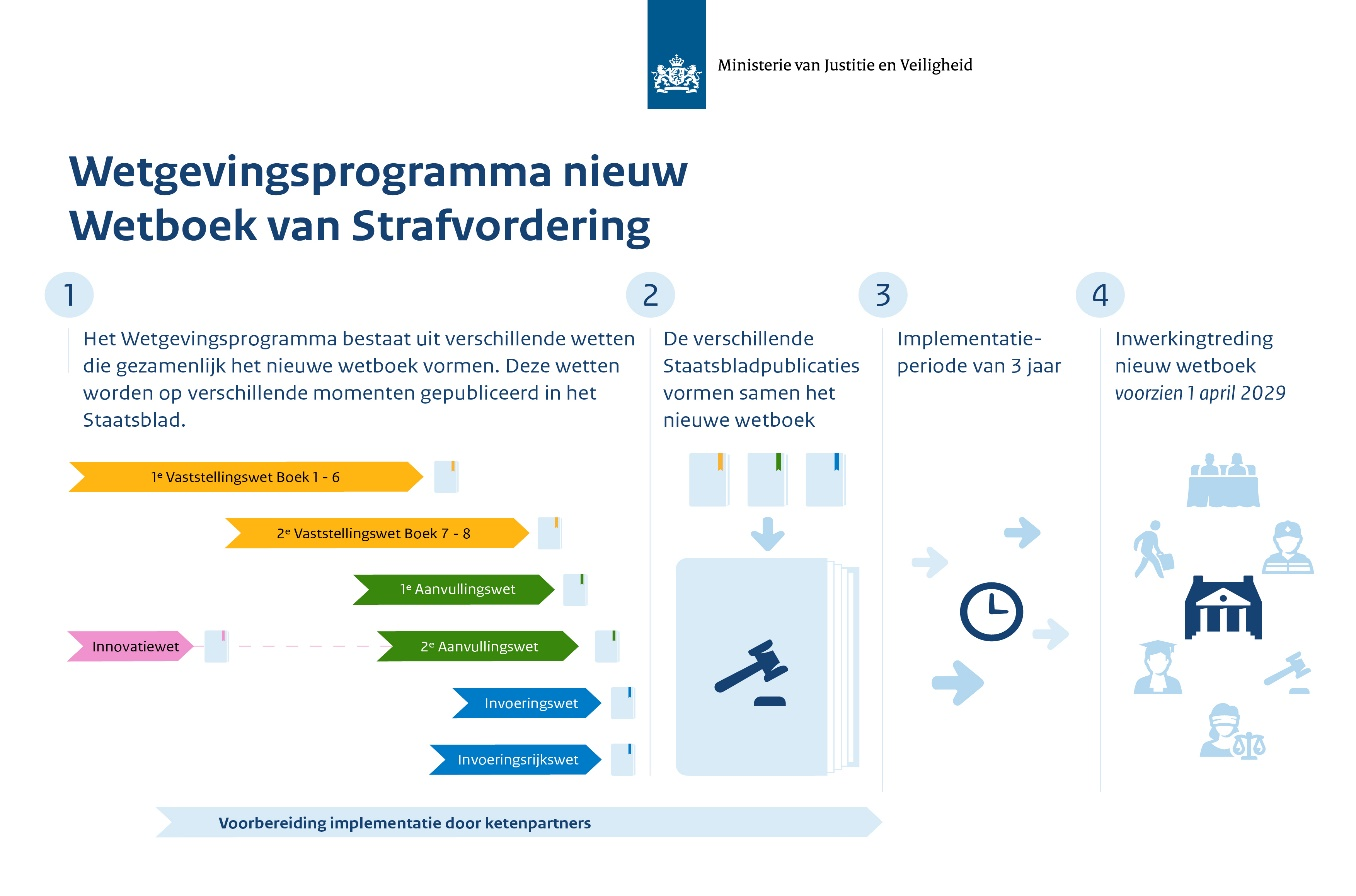 Ministerie van Justitie en Veiligheid
Wetgevingsprogramma nieuw
Wetboek van Strafvordering
1
Het Wetgevingsprogramma bestaat uit verschillende wetten
die gezamenlijk het nieuwe wetboek vormen. Deze wetten
worden op verschillende momenten gepubliceerd in het
Staatsblad.
1e Vaststellingswet Boek 1 - 6
2e Vaststellingswet Boek 7 - 8
1e Aanvullingswet
Innovatiewet
2e Aanvullingswet
Invoeringswet
Invoeringsrijkswet
2
De verschillende
Staatsbladpublicaties
vormen samen het
nieuwe wetboek
3
Implementatie-
periode van 3 jaar
4
Inwerkingtreding
nieuw wetboek
voorzien 1 april 2029
Voorbereiding implementatie door ketenpartners